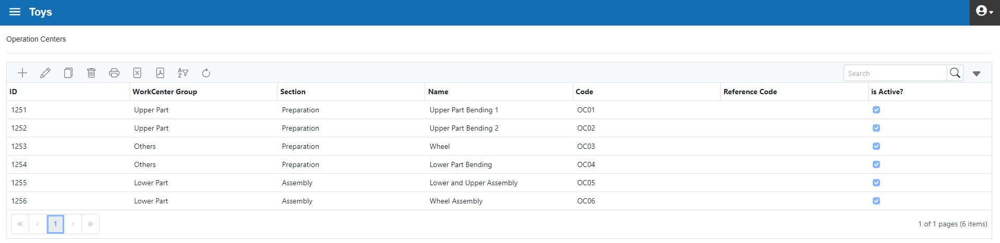 Toys
Operation Centers
Search
ID WorkCenter Group Section Name Code Reference Code is Active?
1251 Upper Part Preparation Upper Part Bending 1 OC01
1252 Upper Part Preparation Upper Part Bending 2 OC02
1253 Others Preparation Wheel OC03
1254 Others Preparation Lower Part Bending OC04
1255 Lower Part Assembly Lower and Upper Assembly OC05
1256 Lower Part Assembly Wheel Assembly OC06
« ‹ 1 › » 1 of 1 pages (6 items)